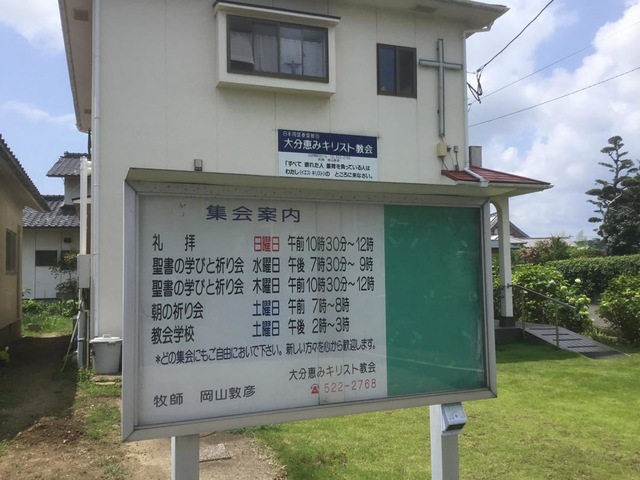 日本同盟基督教団
大分恵みキリスト教会
「すべて 疲れた人 重荷を負っている人は
わたし(イエス・キリスト)の ところに来なさい。
集会案内
礼 拝 日曜日 午前10時30分〜12時
聖書の学びと祈り会 水曜日 午後 7時30分〜 9時
聖書の学びと祈り会 木曜日 午前10時30分〜12時
朝の祈り会 土曜日 午前 7時〜8時
教会学校 土曜日 午後 2時〜3時
*どの集会にもご自由においで下さい。新しい方々を心から歓迎します。
大分恵みキリスト教会
牧師 岡山敦彦 ☎522-2768